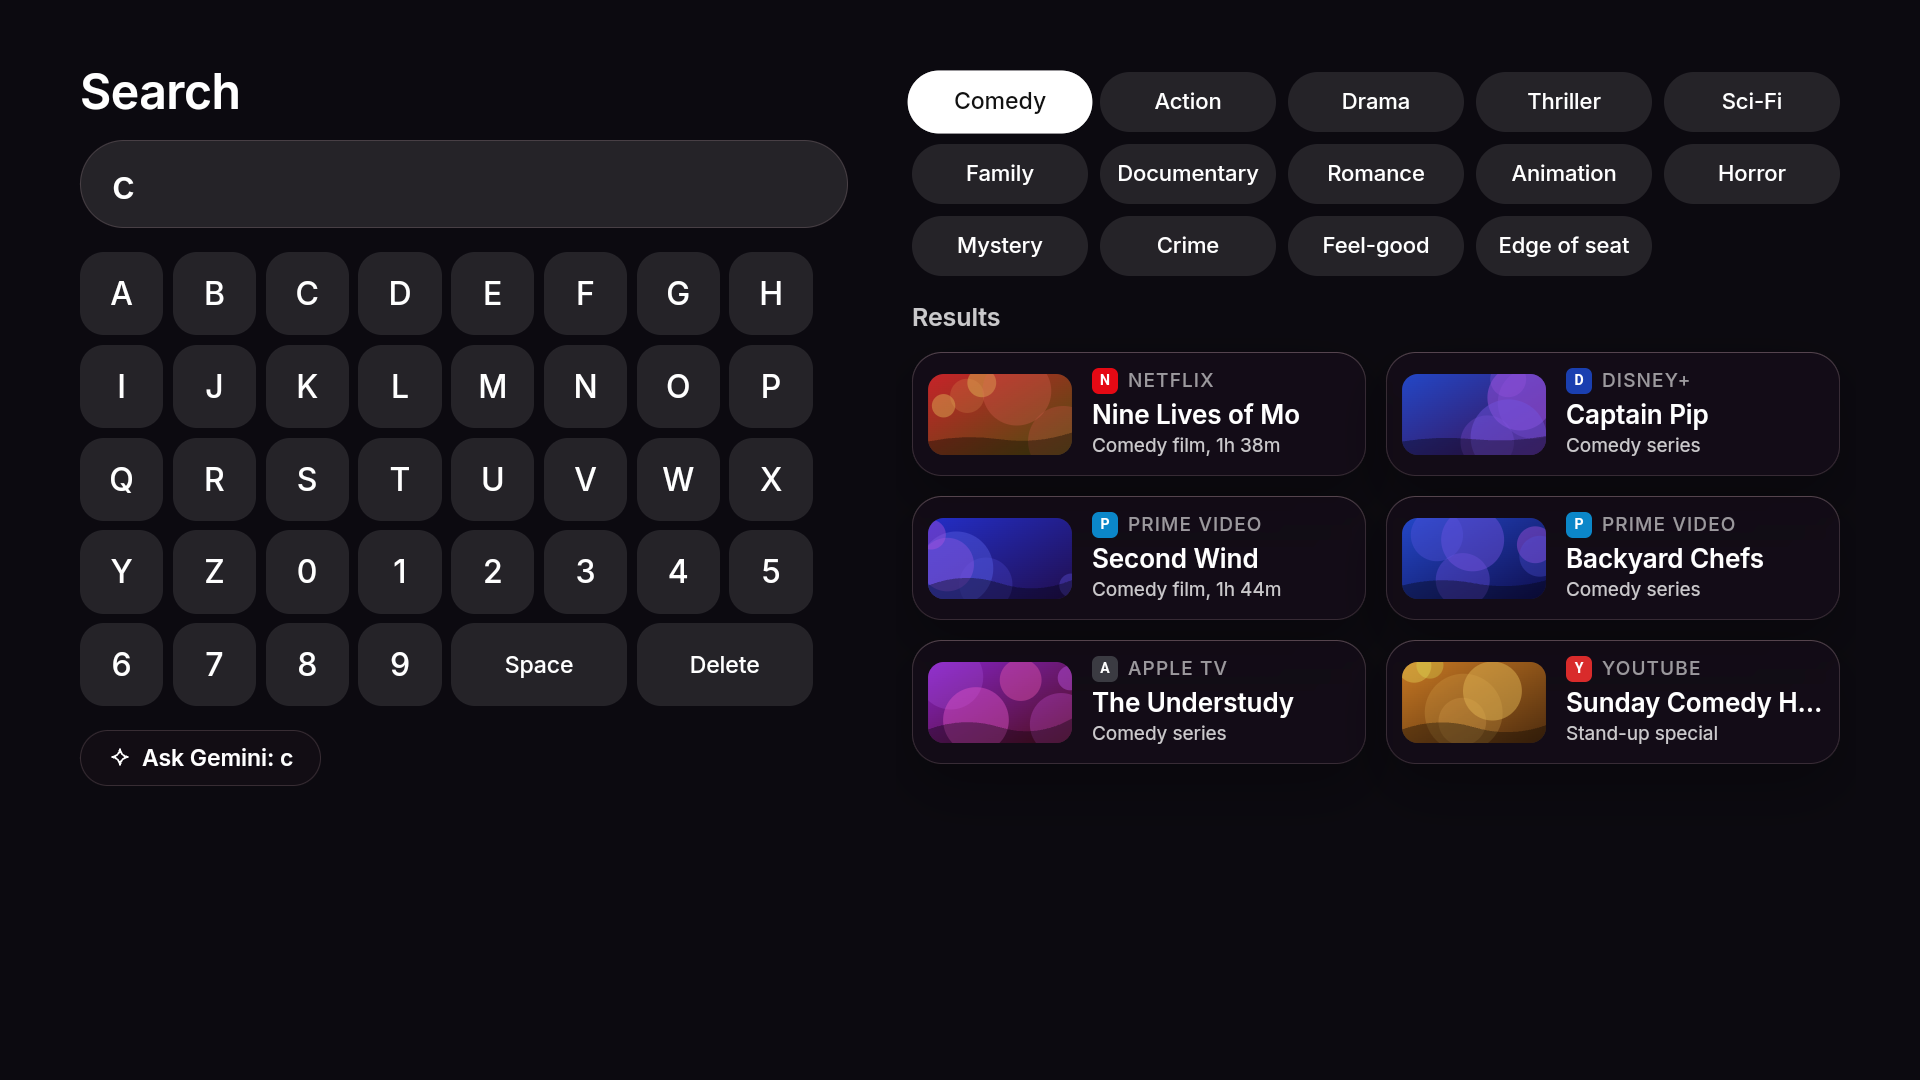 Search
c
A B C D E F G H
I J K L M N O P
Q R S T U V W X
Y Z 0 1 2 3 4 5
6 7 8 9 Space Delete
Ask Gemini: c
Comedy Action Drama Thriller Sci-Fi
Family Documentary Romance Animation Horror
Mystery Crime Feel-good Edge of seat
Results
N NETFLIX
Nine Lives of Mo
Comedy film, 1h 38m
D DISNEY+
Captain Pip
Comedy series
P PRIME VIDEO
Second Wind
Comedy film, 1h 44m
P PRIME VIDEO
Backyard Chefs
Comedy series
A APPLE TV
The Understudy
Comedy series
Y YOUTUBE
Sunday Comedy H...
Stand-up special